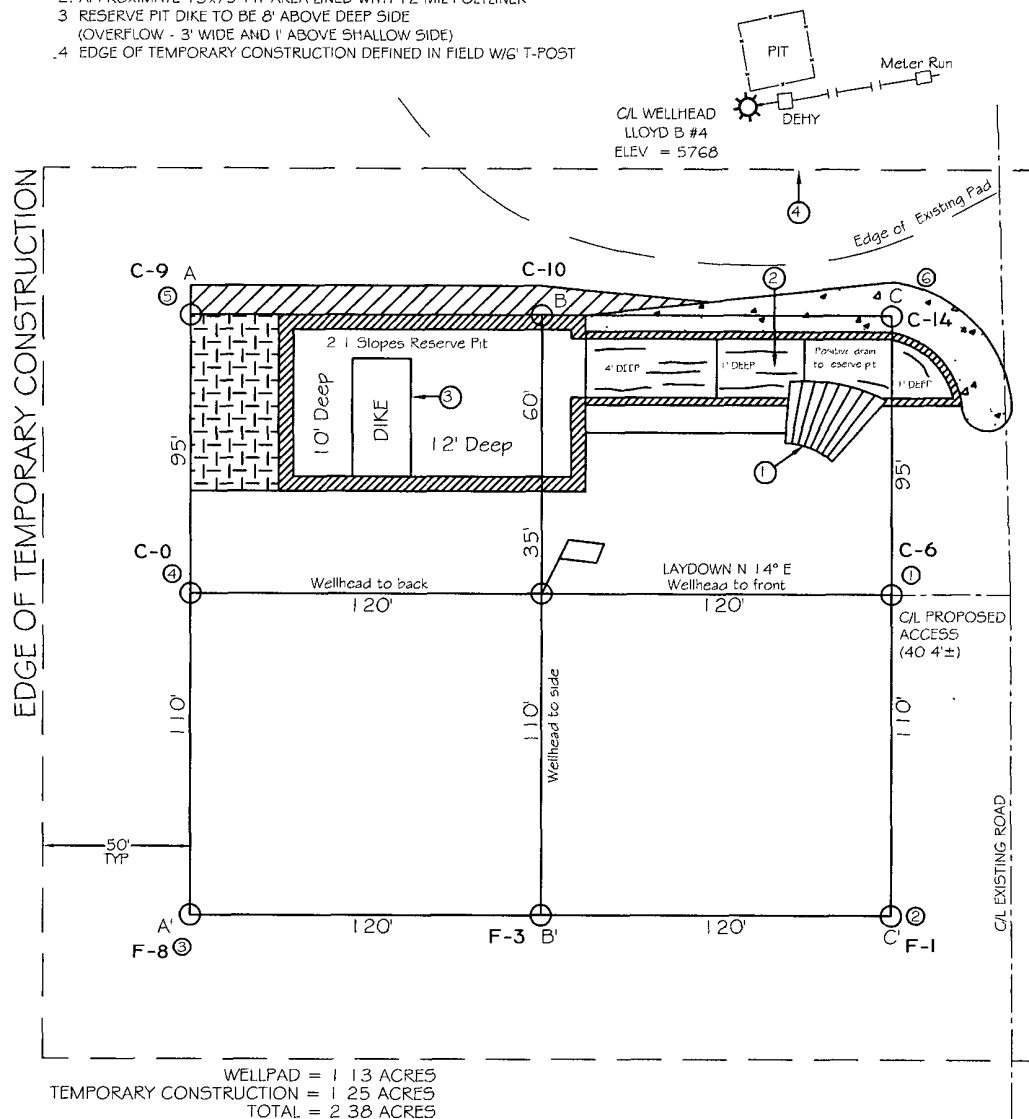 3 RESERVE PIT DIKE TO BE 8' ABOVE DEEP SIDE
(OVERFLOW - 3' WIDE AND 1' ABOVE SHALLOW SIDE)
4 EDGE OF TEMPORARY CONSTRUCTION DEFINED IN FIELD W/6' T-POST
PIT
Meter Run
C/L WELLHEAD
LLOYD B #4
ELEV = 5768
DEHY
EDGE OF TEMPORARY CONSTRUCTION
4
Edge of Existing Pad
C-9
A
5
C-10
B
2
C
6
C-14
2 1 Slopes Reserve Pit
4' DEEP
1' DEEP
Positive drain
to eserve pit
1' DEEP
10' Deep
DIKE
3
12' Deep
60'
95'
95'
1
C-0
4
35'
C-6
1
Wellhead to back
120'
LAYDOWN N 14° E
Wellhead to front
120'
C/L PROPOSED
ACCESS
(40 4'±)
110'
110'
Wellhead to side
110'
C/L EXISTING ROAD
50'
TYP
A'
F-8
3
120'
F-3
B'
120'
C'
2
F-1
WELLPAD = 1 13 ACRES
TEMPORARY CONSTRUCTION = 1 25 ACRES
TOTAL = 2 38 ACRES